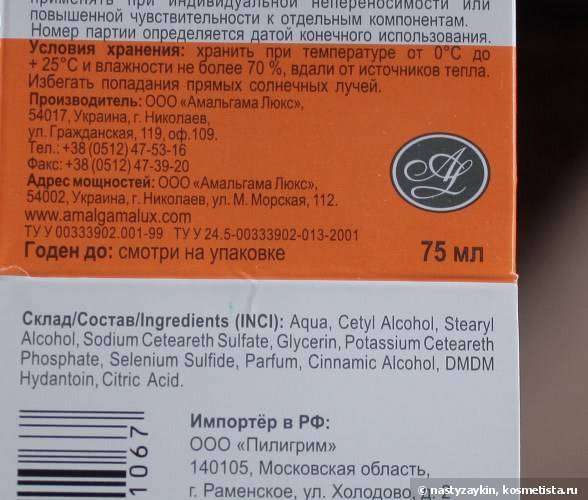 применять при индивидуальной непереносимости или
повышенной чувствительности к отдельным компонентам.
Номер партии определяется датой конечного использования.
Условия хранения: хранить при температуре от 0°С до
+ 25°С и влажности не более 70 %, вдали от источников тепла.
Избегать попадания прямых солнечных лучей.
Производитель: ООО «Амальгама Люкс»,
54017, Украина, г. Николаев,
ул. Гражданская, 119, оф.109.
Тел.: +38 (0512) 47-53-16
Факс: +38 (0512) 47-39-20
Адрес мощностей: ООО «Амальгама Люкс»,
54002, Украина, г. Николаев, ул. М. Морская, 112.
www.amalgamalux.com
ТУ У 00333902.001-99 ТУ У 24.5-00333902-013-2001
Годен до: смотри на упаковке
75 мл
AL
Склад/Состав/Ingredients (INCI): Aqua, Cetyl Alcohol, Stearyl
Alcohol, Sodium Ceteareth Sulfate, Glycerin, Potassium Ceteareth
Phosphate, Selenium Sulfide, Parfum, Cinnamic Alcohol, DMDM
Hydantoin, Citric Acid.
1067
Импортёр в РФ:
ООО «Пилигрим»
140105, Московская область,
г. Раменское, ул. Холодово, д. 2
nastyzaykin, kosmetista.ru